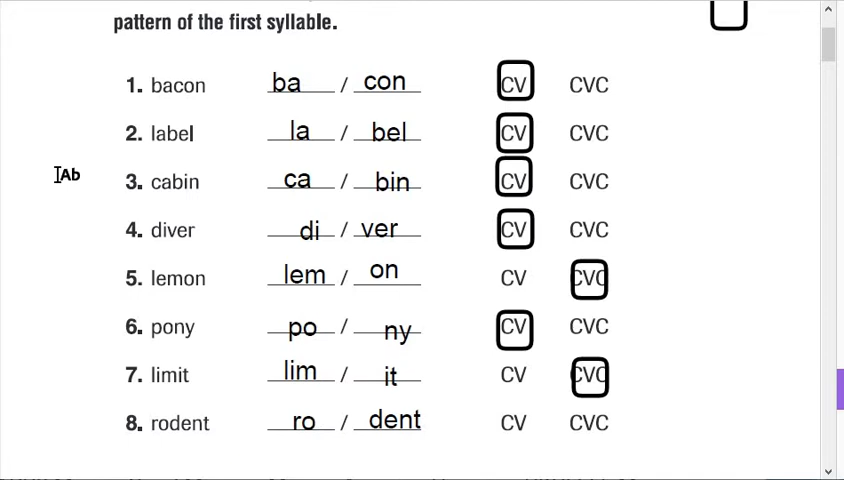 pattern of the first syllable.
1. bacon ba / con CV CVC
2. label la / bel CV CVC
Ab
3. cabin ca / bin CV CVC
4. diver di / ver CV CVC
5. lemon lem / on CV CVC
6. pony po / ny CV CVC
7. limit lim / it CV CVC
8. rodent ro / dent CV CVC